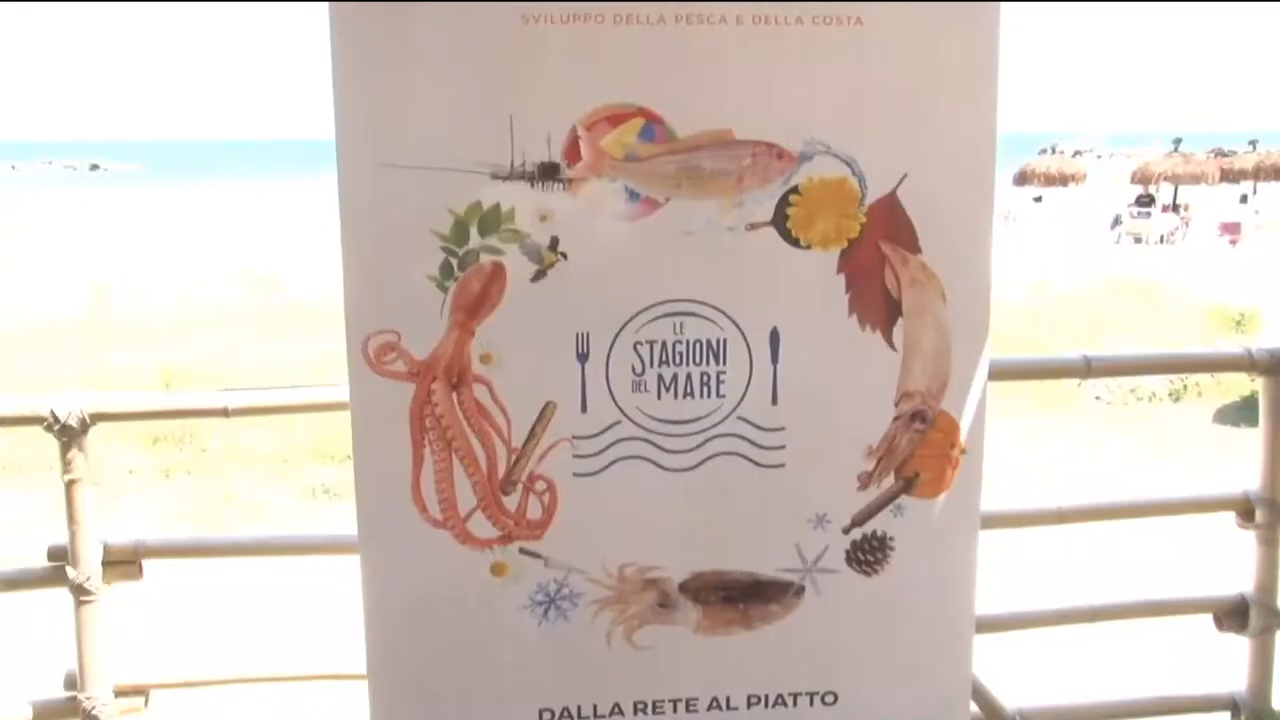 SVILUPPO DELLA PESCA E DELLA COSTA
LE
STAGIONI
DEL MARE
DALLA RETE AL PIATTO